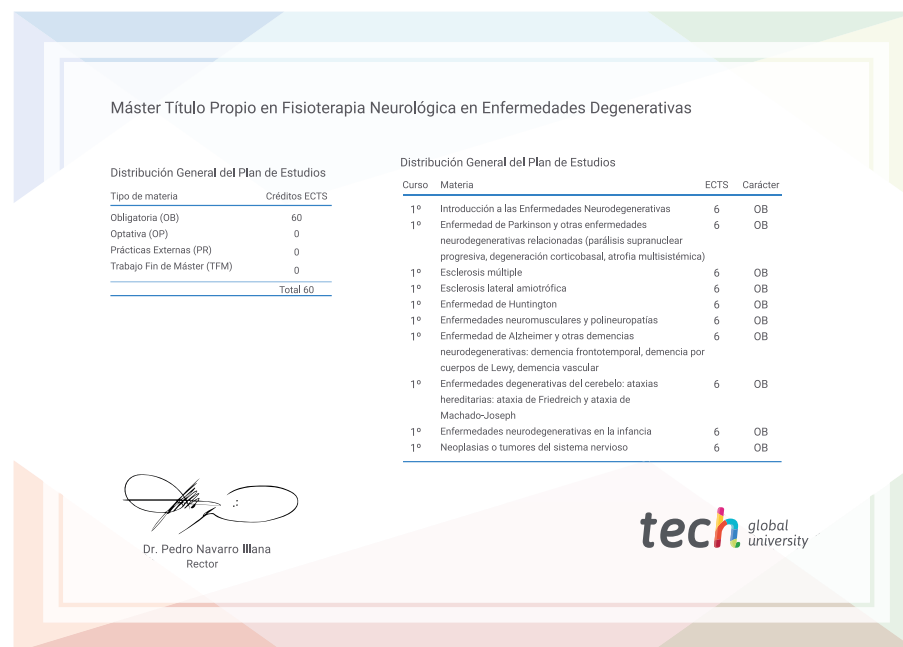 Máster Título Propio en Fisioterapia Neurológica en Enfermedades Degenerativas
Distribución General del Plan de Estudios
Tipo de materia Créditos ECTS
Obligatoria (OB) 60
Optativa (OP) 0
Prácticas Externas (PR) 0
Trabajo Fin de Máster (TFM) 0
Total 60
Distribución General del Plan de Estudios
Curso Materia ECTS Carácter
1º Introducción a las Enfermedades Neurodegenerativas 6 OB
1º Enfermedad de Parkinson y otras enfermedades 6 OB
neurodegenerativas relacionadas (parálisis supranuclear
progresiva, degeneración corticobasal, atrofia multisistémica)
1º Esclerosis múltiple 6 OB
1º Esclerosis lateral amiotrófica 6 OB
1º Enfermedad de Huntington 6 OB
1º Enfermedades neuromusculares y polineuropatías 6 OB
1º Enfermedad de Alzheimer y otras demencias 6 OB
neurodegenerativas: demencia frontotemporal, demencia por
cuerpos de Lewy, demencia vascular
1º Enfermedades degenerativas del cerebelo: ataxias 6 OB
hereditarias: ataxia de Friedreich y ataxia de
Machado-Joseph
1º Enfermedades neurodegenerativas en la infancia 6 OB
1º Neoplasias o tumores del sistema nervioso 6 OB
Dr. Pedro Navarro Illana
Rector
tech global
university